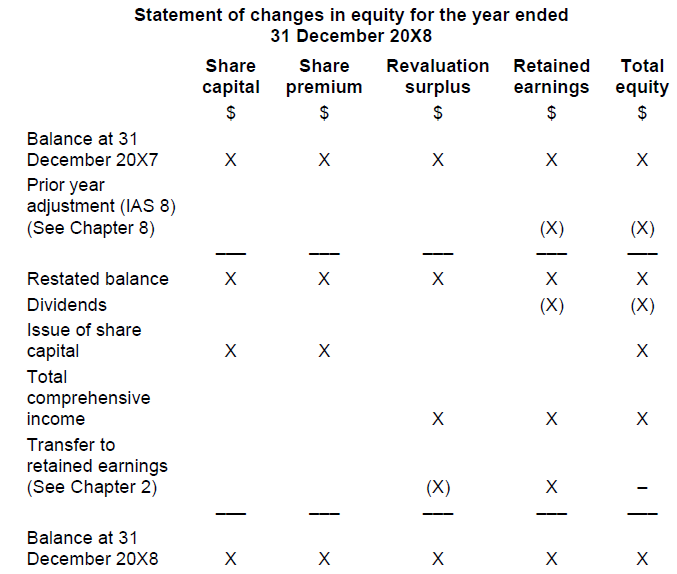 Statement of changes in equity for the year ended
31 December 20X8
Share Share Revaluation Retained Total
capital premium surplus earnings equity
$ $ $ $ $
Balance at 31
December 20X7 X X X X X
Prior year
adjustment (IAS 8)
(See Chapter 8) (X) (X)
Restated balance X X X X X
Dividends (X) (X)
Issue of share
capital X X X
Total
comprehensive
income X X X
Transfer to
retained earnings
(See Chapter 2) (X) X –
Balance at 31
December 20X8 X X X X X